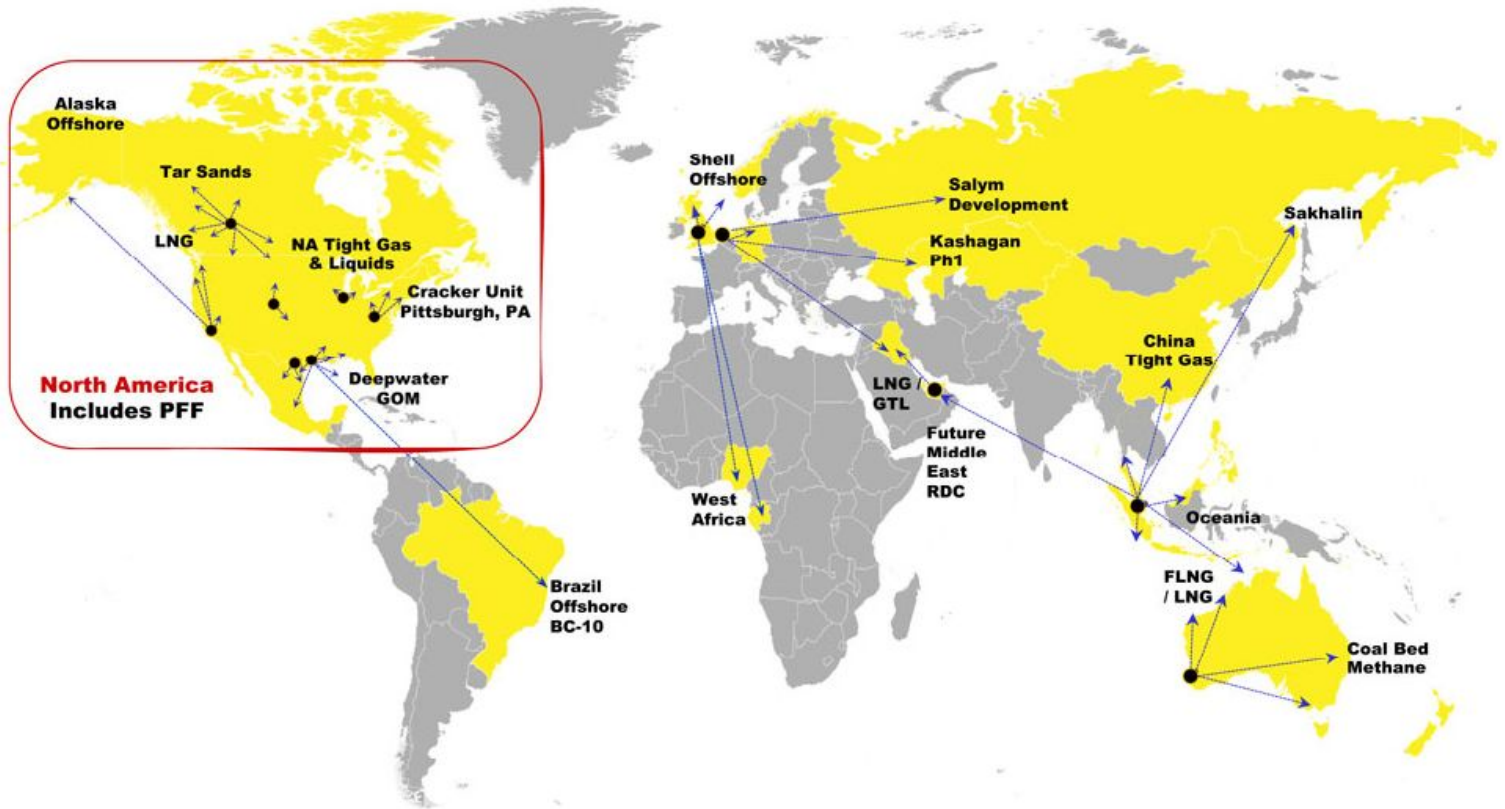 Alaska
Offshore
Tar Sands
LNG
NA Tight Gas
& Liquids
Cracker Unit
Pittsburgh, PA
North America
Includes PFF
Deepwater
GOM
Brazil
Offshore
BC-10
Shell
Offshore
Salym
Development
Kashagan
Ph1
Sakhalin
China
Tight Gas
LNG /
GTL
Future
Middle
East
RDC
West
Africa
Oceania
FLNG
/ LNG
Coal Bed
Methane